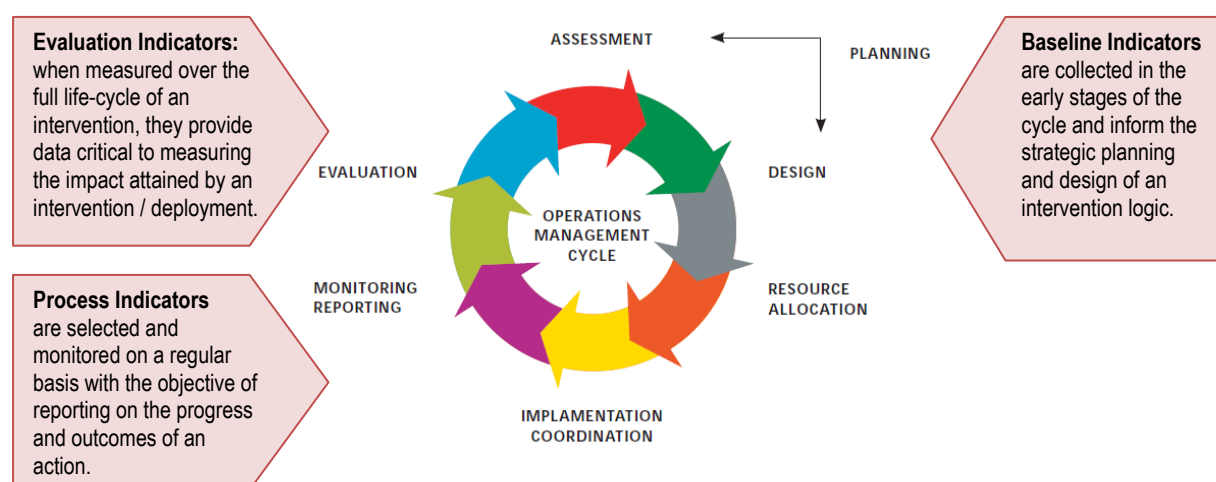 Evaluation Indicators:
when measured over the
full life-cycle of an
intervention, they provide
data critical to measuring
the impact attained by an
intervention / deployment.
Process Indicators
are selected and
monitored on a regular
basis with the objective of
reporting on the progress
and outcomes of an
action.
ASSESSMENT
PLANNING
EVALUATION
DESIGN
OPERATIONS
MANAGEMENT
CYCLE
MONITORING
REPORTING
RESOURCE
ALLOCATION
IMPLAMENTATION
COORDINATION
Baseline Indicators
are collected in the
early stages of the
cycle and inform the
strategic planning
and design of an
intervention logic.